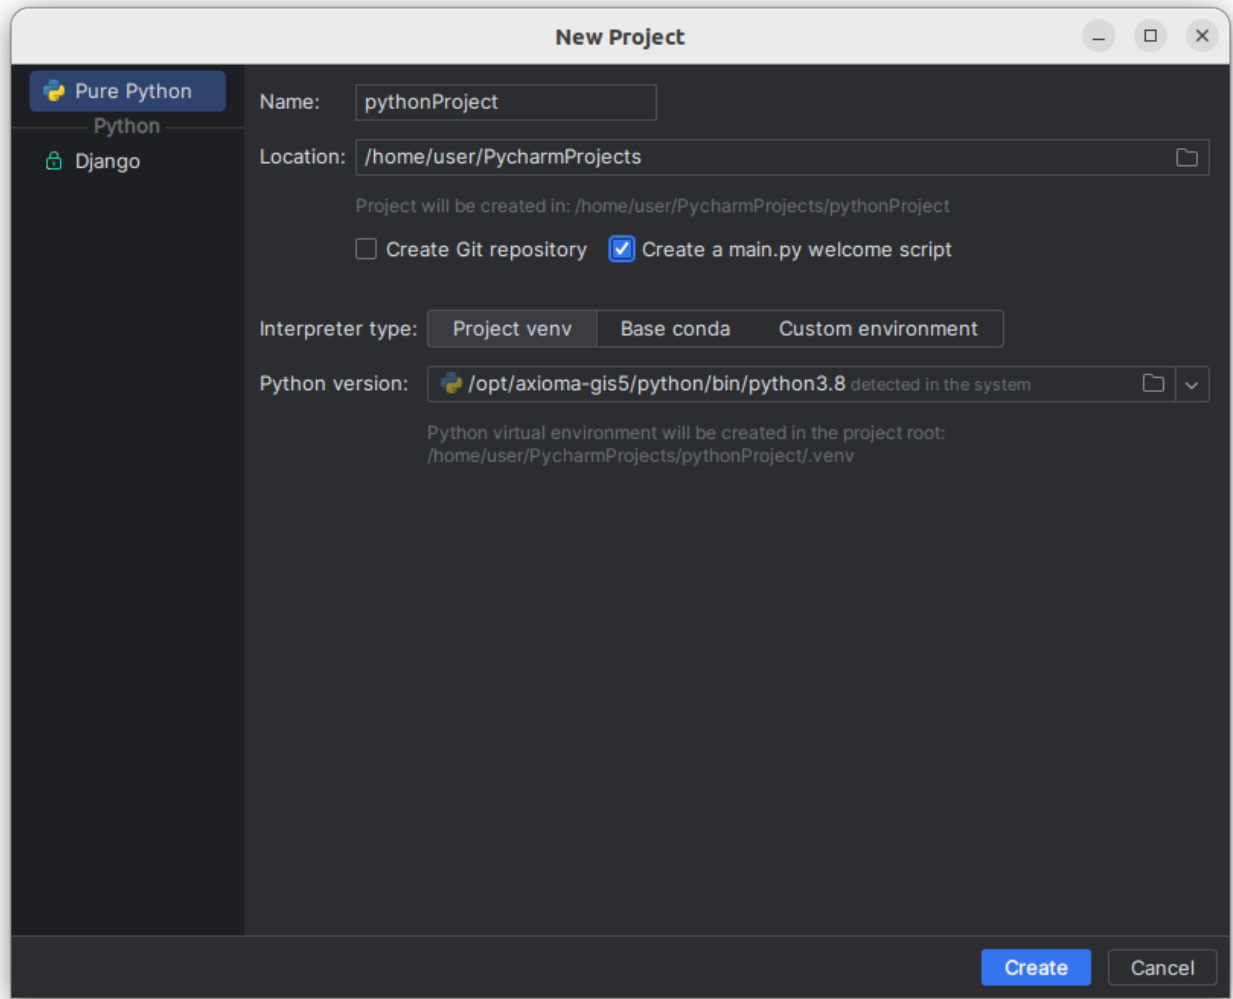 New Project
Pure Python
Python
Django
Name: pythonProject
Location: /home/user/PycharmProjects
Project will be created in: /home/user/PycharmProjects/pythonProject
Create Git repository Create a main.py welcome script
Interpreter type: Project venv Base conda Custom environment
Python version: /opt/axioma-gis5/python/bin/python3.8 detected in the system
Python virtual environment will be created in the project root:
/home/user/PycharmProjects/pythonProject/.venv
Create Cancel